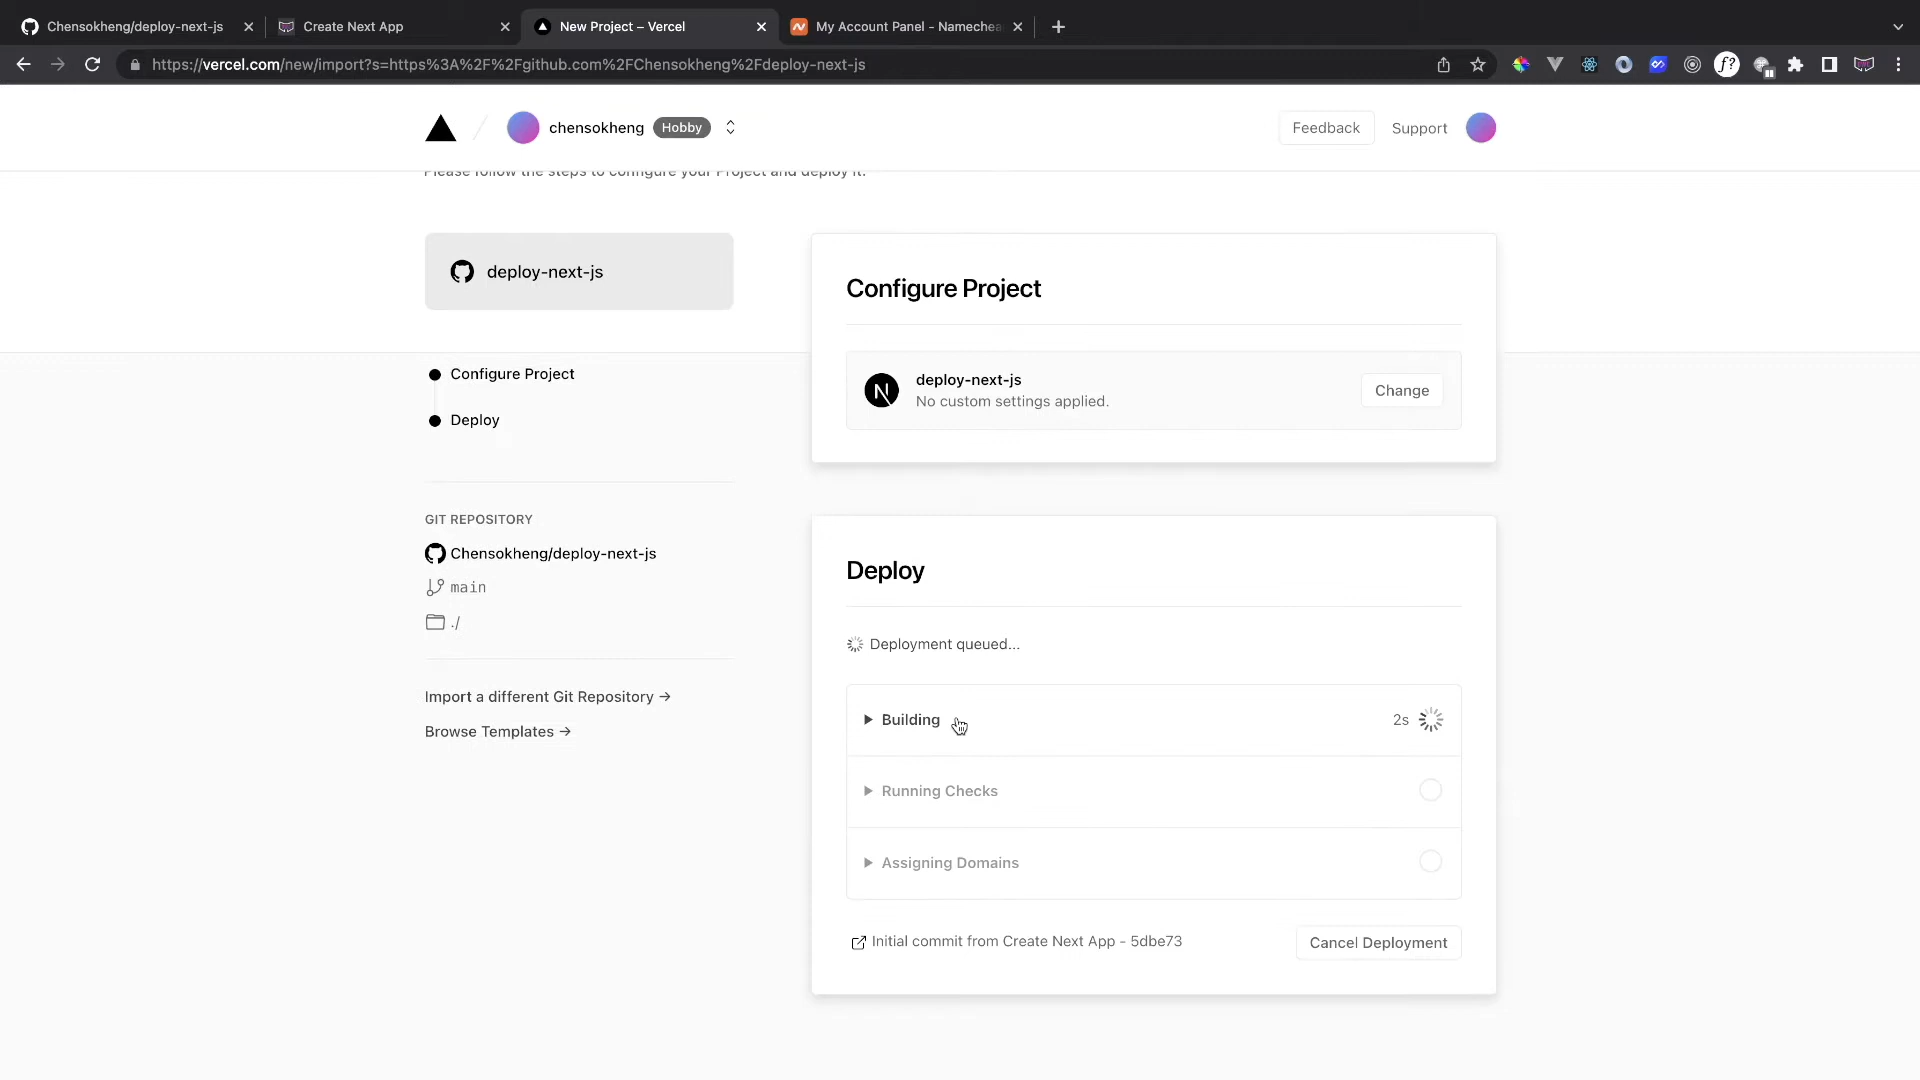 Chensokheng/deploy-next-js
Create Next App
New Project – Vercel
My Account Panel - Namechea
https://vercel.com/new/import?s=https%3A%2F%2Fgithub.com%2FChensokheng%2Fdeploy-next-js
chensokheng Hobby
Feedback Support
Please follow the steps to configure your Project and deploy it.
deploy-next-js
Configure Project
Deploy
GIT REPOSITORY
Chensokheng/deploy-next-js
main
./
Import a different Git Repository →
Browse Templates →
Configure Project
deploy-next-js
No custom settings applied.
Change
Deploy
Deployment queued...
Building 2s
Running Checks
Assigning Domains
Initial commit from Create Next App - 5dbe73
Cancel Deployment